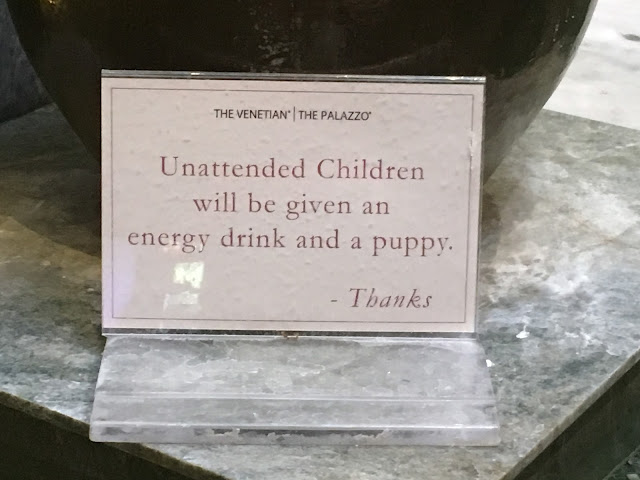 THE VENETIAN® | THE PALAZZO®
Unattended Children
will be given an
energy drink and a puppy.
- Thanks